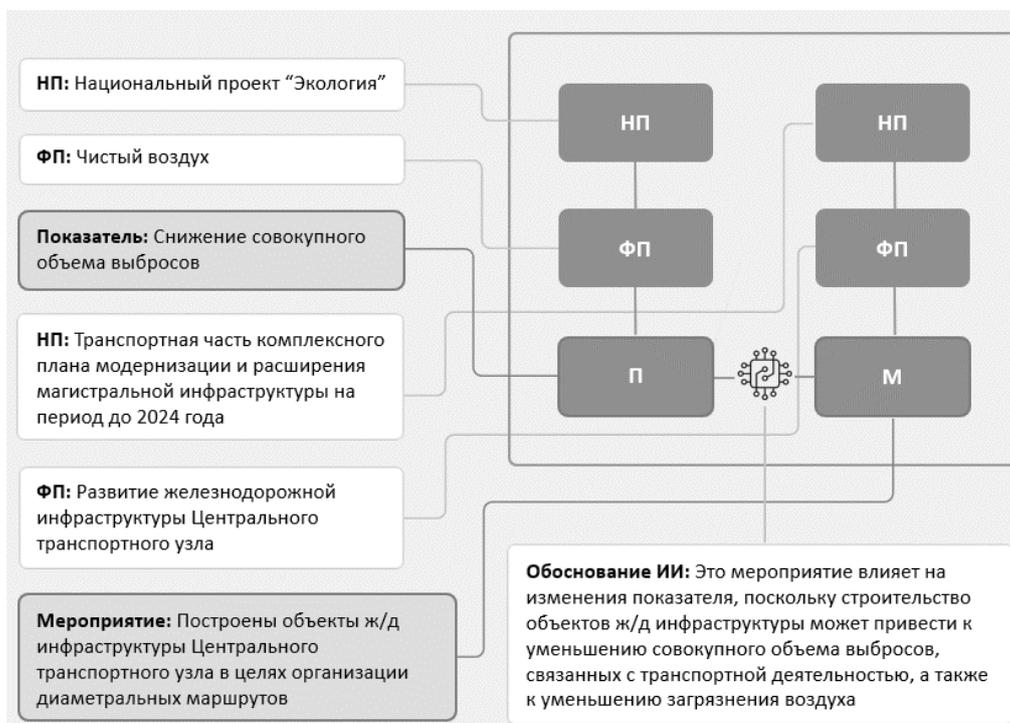 НП: Национальный проект “Экология”
ФП: Чистый воздух
Показатель: Снижение совокупного
объема выбросов
НП: Транспортная часть комплексного
плана модернизации и расширения
магистральной инфраструктуры на
период до 2024 года
ФП: Развитие железнодорожной
инфраструктуры Центрального
транспортного узла
Мероприятие: Построены объекты ж/д
инфраструктуры Центрального
транспортного узла в целях организации
диаметральных маршрутов
НП
НП
ФП
ФП
П
М
Обоснование ИИ: Это мероприятие влияет на
изменения показателя, поскольку строительство
объектов ж/д инфраструктуры может привести к
уменьшению совокупного объема выбросов,
связанных с транспортной деятельностью, а также
к уменьшению загрязнения воздуха